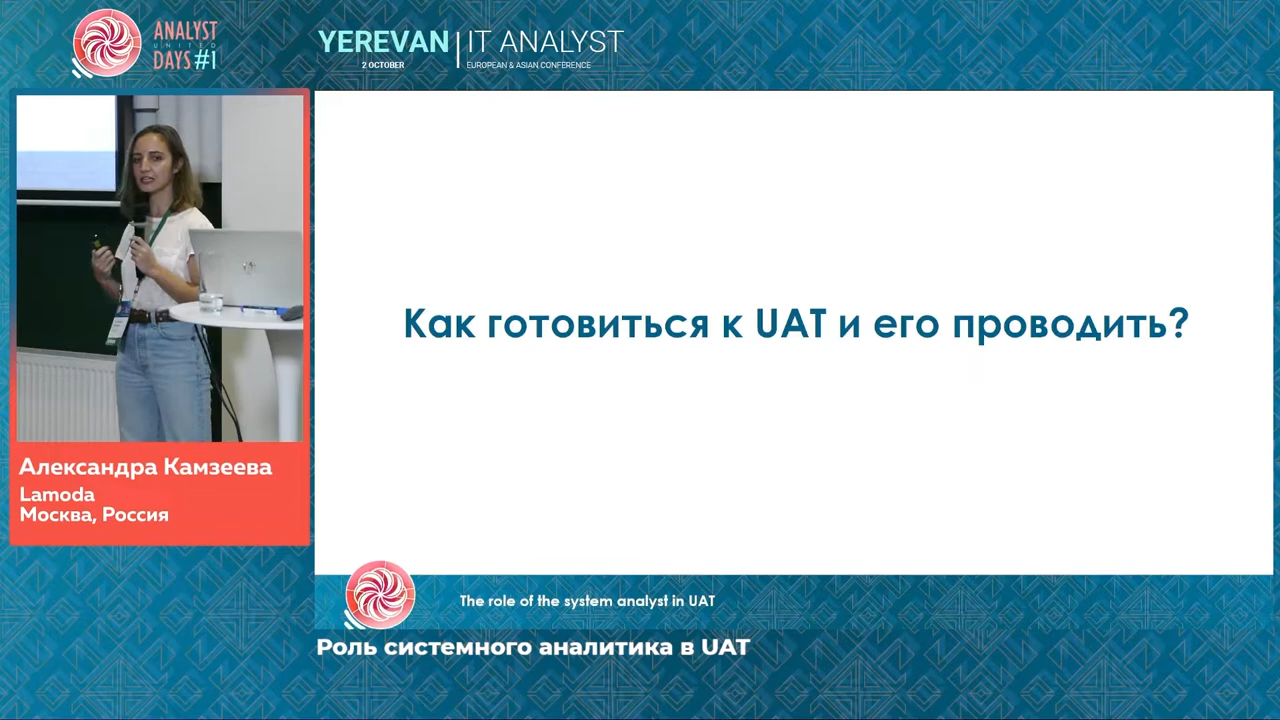 ANALYST
UNITED
DAYS #1
YEREVAN IT ANALYST
2 OCTOBER
EUROPEAN & ASIAN CONFERENCE
Как готовиться к UAT и его проводить?
Александра Камзеева
Lamoda
Москва, Россия
The role of the system analyst in UAT
Роль системного аналитика в UAT